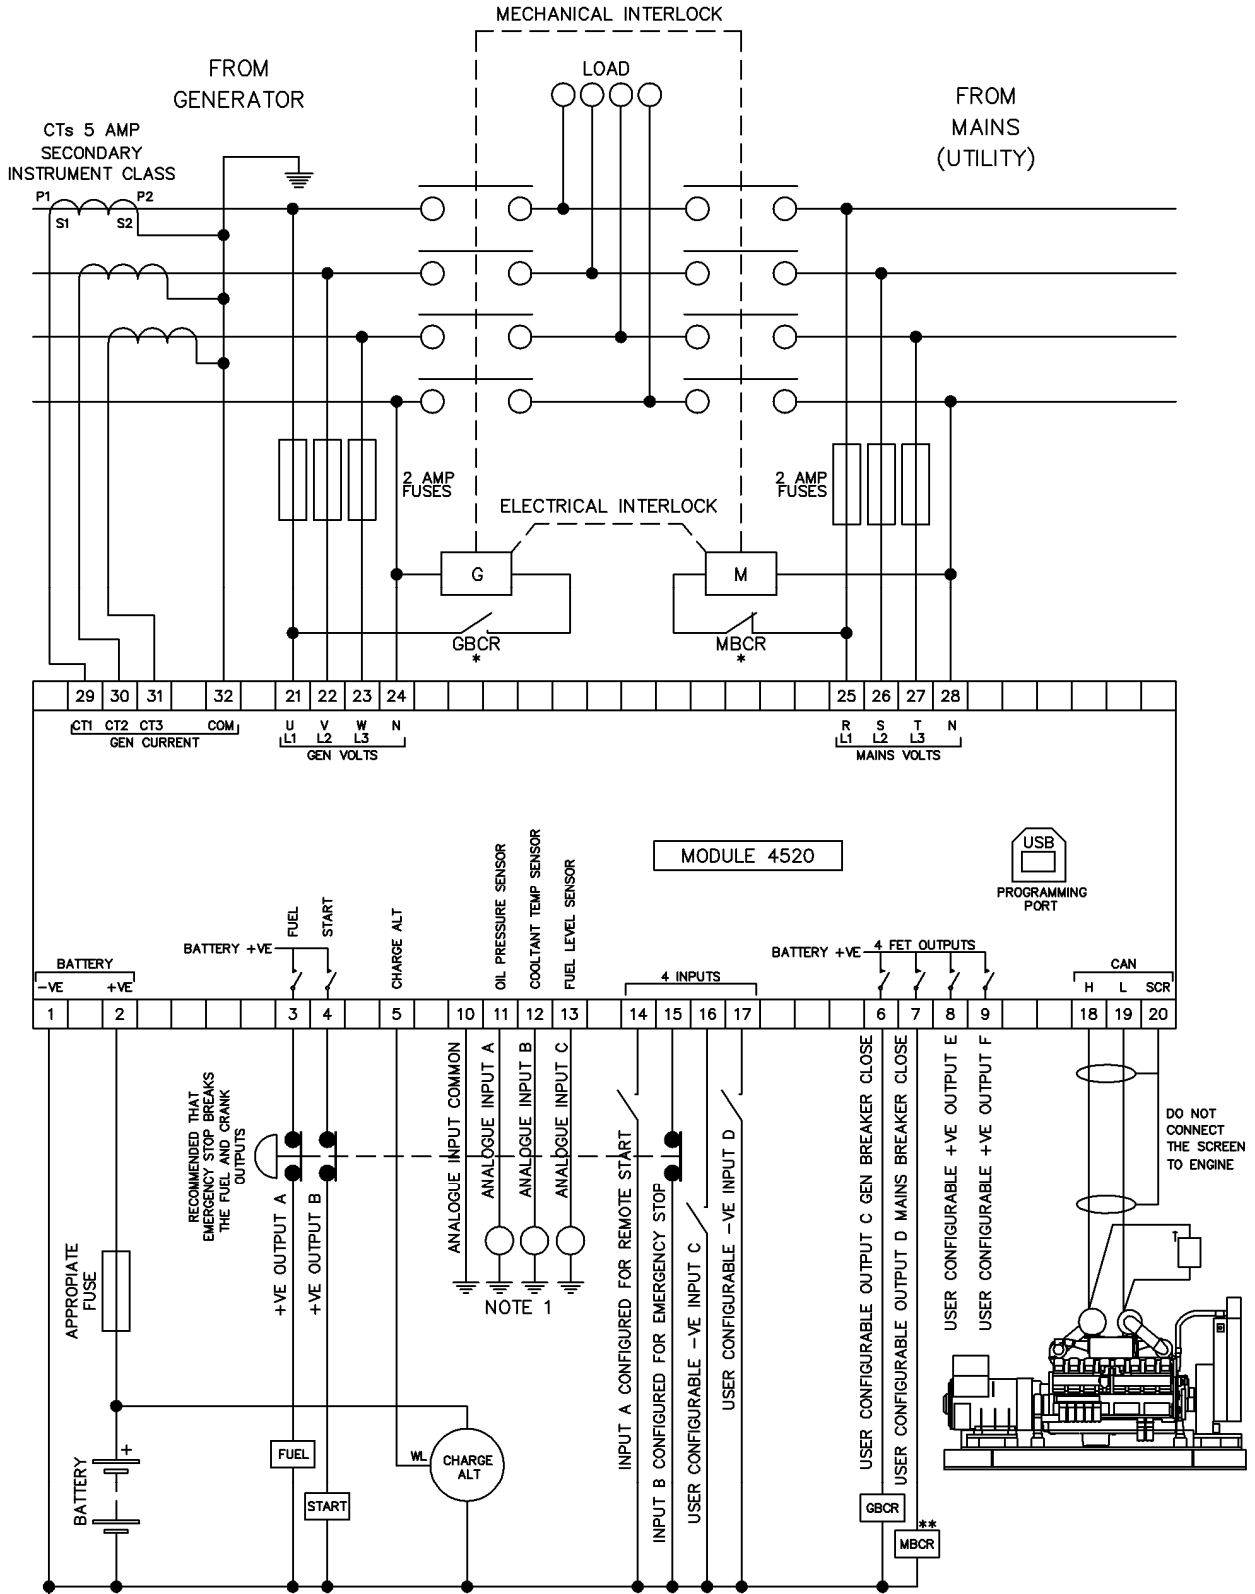 MECHANICAL INTERLOCK
FROM
GENERATOR
LOAD
FROM
MAINS
(UTILITY)
CTs 5 AMP
SECONDARY
INSTRUMENT CLASS
P1 P2
S1 S2
2 AMP
FUSES
2 AMP
FUSES
ELECTRICAL INTERLOCK
G M
GBCR
*
MBCR
*
29 30 31 32 21 22 23 24 25 26 27 28
CT1 CT2 CT3 COM
GEN CURRENT
U V W N
L1 L2 L3
GEN VOLTS
R S T N
L1 L2 L3
MAINS VOLTS
MODULE 4520
USB
PROGRAMMING
PORT
BATTERY
-VE +VE
BATTERY +VE
FUEL
START
CHARGE ALT
OIL PRESSURE SENSOR
COOLTANT TEMP SENSOR
FUEL LEVEL SENSOR
4 INPUTS
BATTERY +VE
4 FET OUTPUTS
CAN
H L SCR
1 2 3 4 5 10 11 12 13 14 15 16 17 6 7 8 9 18 19 20
RECOMMENDED THAT
EMERGENCY STOP BREAKS
THE FUEL AND CRANK
OUTPUTS
+VE OUTPUT A
+VE OUTPUT B
ANALOGUE INPUT COMMON
ANALOGUE INPUT A
ANALOGUE INPUT B
ANALOGUE INPUT C
NOTE 1
INPUT A CONFIGURED FOR REMOTE START
INPUT B CONFIGURED FOR EMERGENCY STOP
USER CONFIGURABLE -VE INPUT C
USER CONFIGURABLE -VE INPUT D
USER CONFIGURABLE OUTPUT C GEN BREAKER CLOSE
USER CONFIGURABLE OUTPUT D MAINS BREAKER CLOSE
USER CONFIGURABLE +VE OUTPUT E
USER CONFIGURABLE +VE OUTPUT F
DO NOT
CONNECT
THE SCREEN
TO ENGINE
APPROPIATE
FUSE
BATTERY
+
FUEL
START
WL
CHARGE
ALT
GBCR
**
MBCR